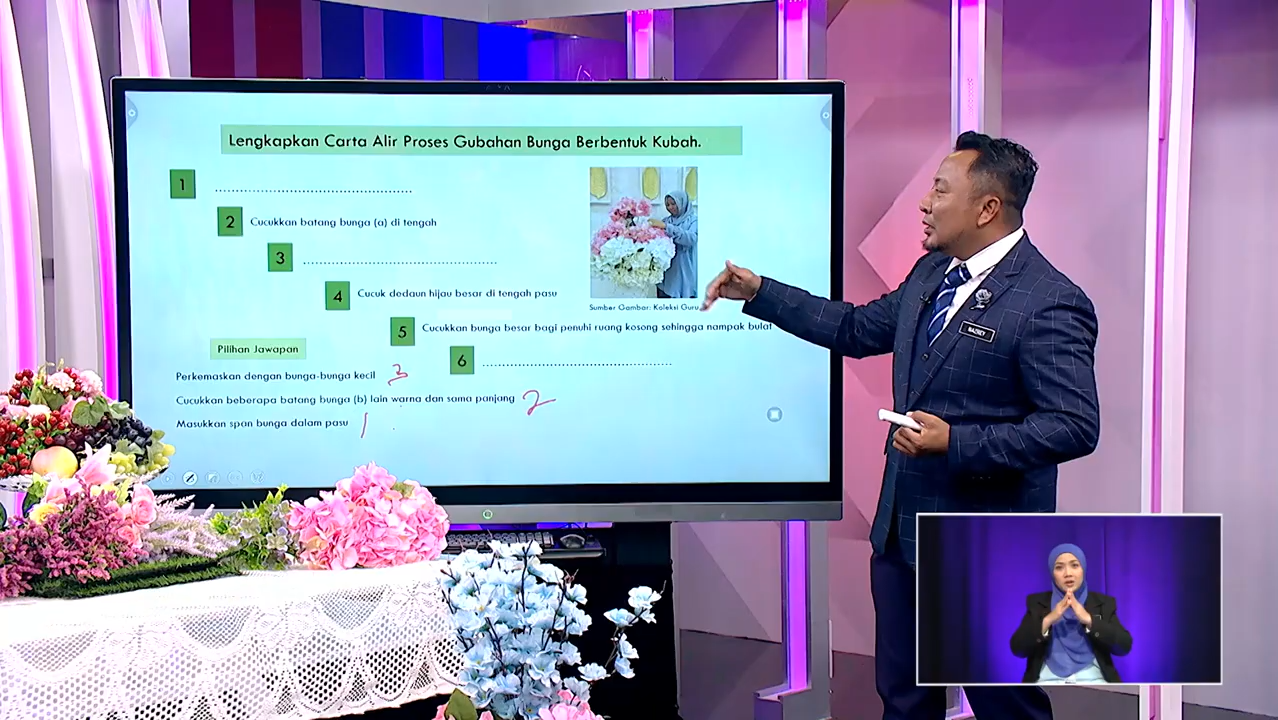 Lengkapkan Carta Alir Proses Gubahan Bunga Berbentuk Kubah.
1 ................................................
2 Cucukkan batang bunga (a) di tengah
3 ................................................
4 Cucuk dedaun hijau besar di tengah pasu
Sumber Gambar: Koleksi Guru
5 Cucukkan bunga besar bagi penuhi ruang kosong sehingga nampak bulat
Pilihan Jawapan
6 ................................................
Perkemaskan dengan bunga-bunga kecil 3
Cucukkan beberapa batang bunga (b) lain warna dan sama panjang 2
Masukkan span bunga dalam pasu 1